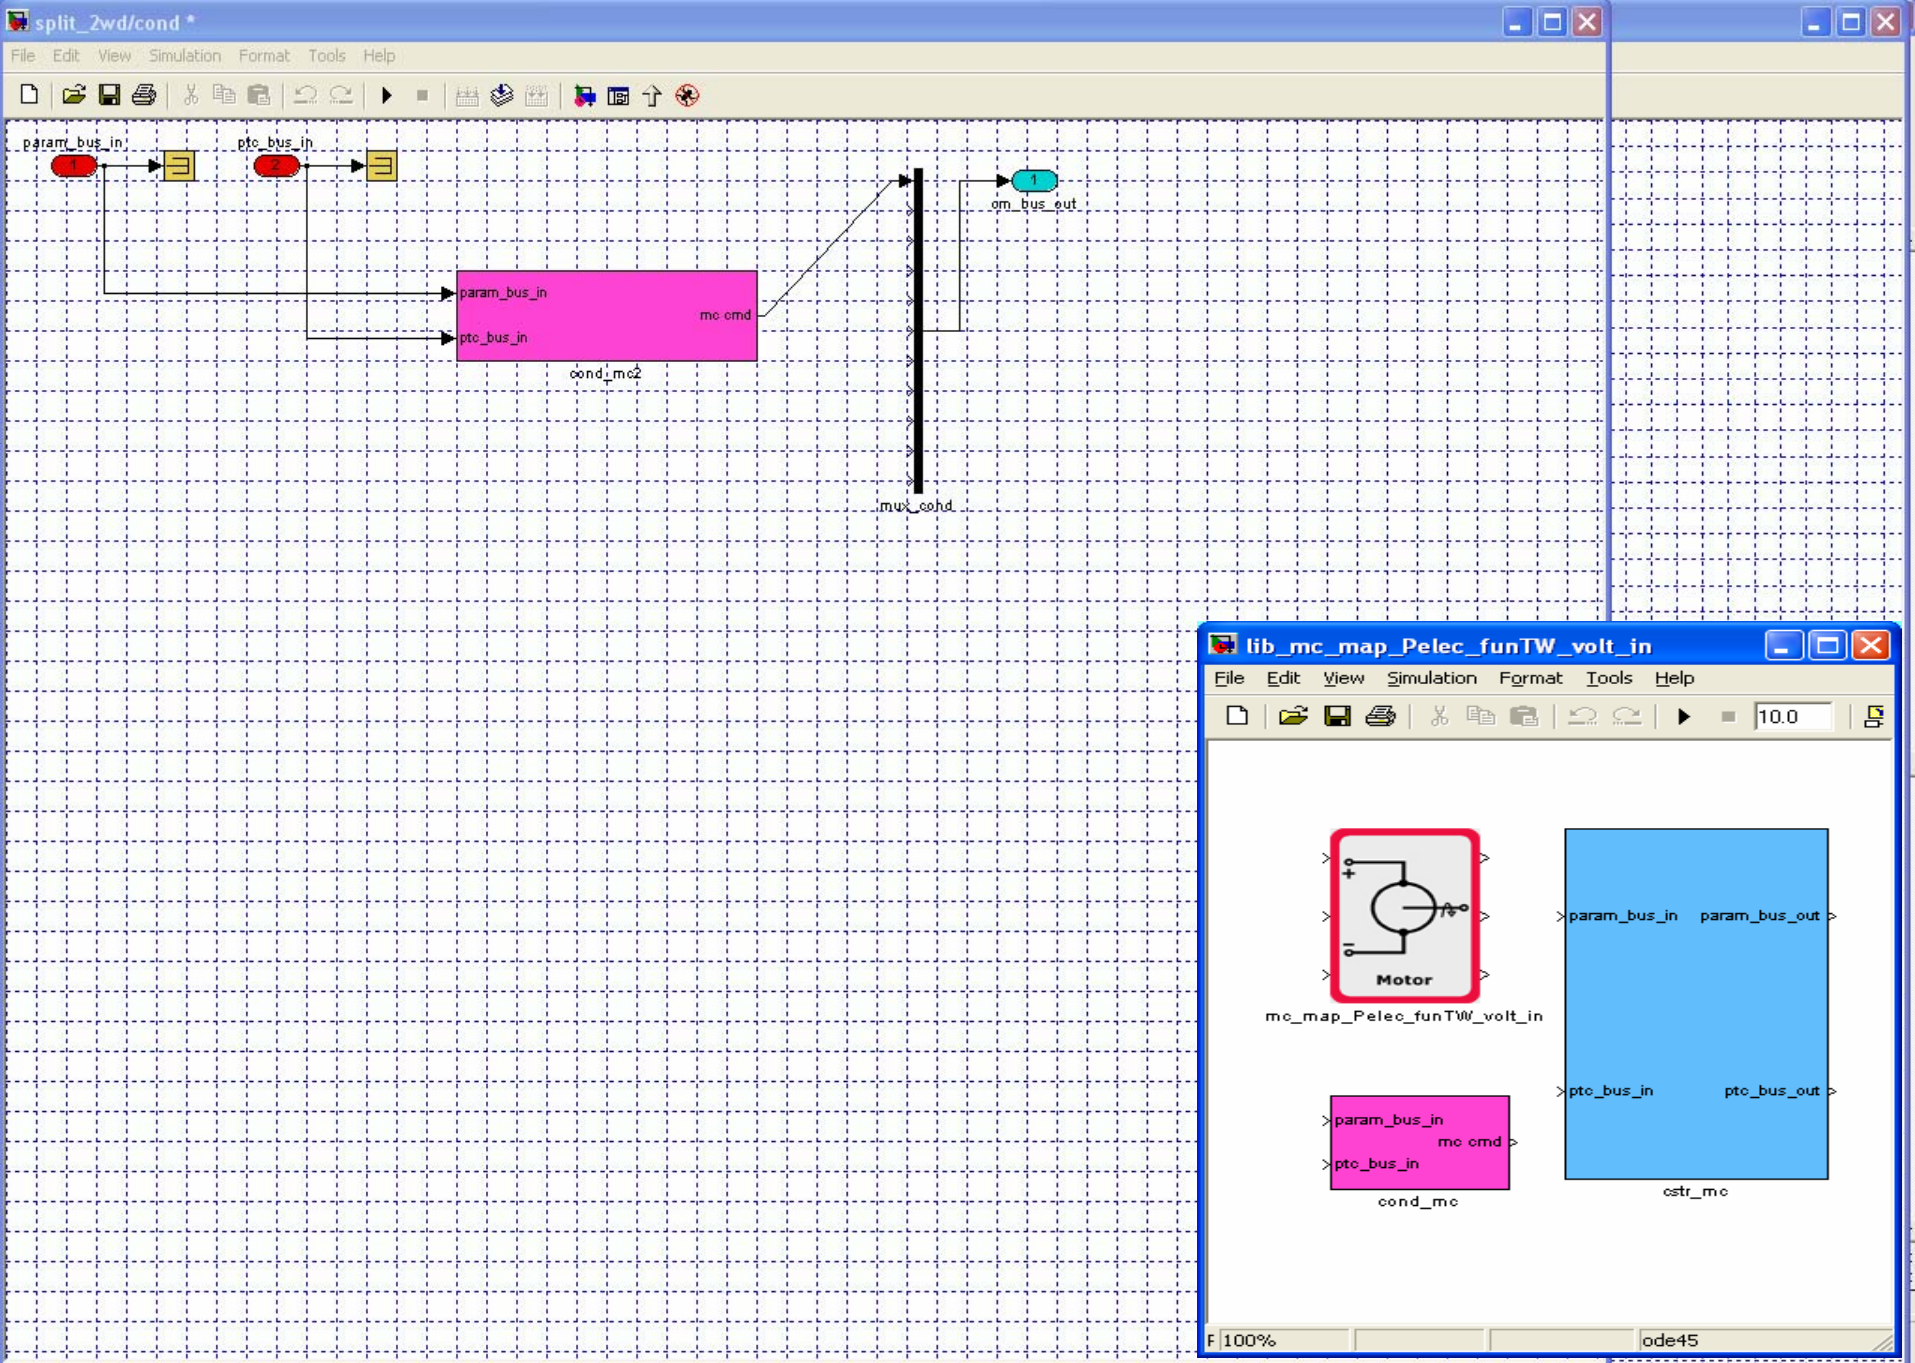 split_2wd/cond *
File Edit View Simulation Format Tools Help
param_bus_in ptc_bus_in
1 2
1
om_bus_out
param_bus_in
mc cmd
ptc_bus_in
cond_mc2
mux_cond
lib_mc_map_Pelec_funTW_volt_in
File Edit View Simulation Format Tools Help
10.0
+
Motor
mc_map_Pelec_funTW_volt_in
param_bus_in param_bus_out
ptc_bus_in ptc_bus_out
cstr_mc
param_bus_in
mc cmd
ptc_bus_in
cond_mc
F 100% ode45